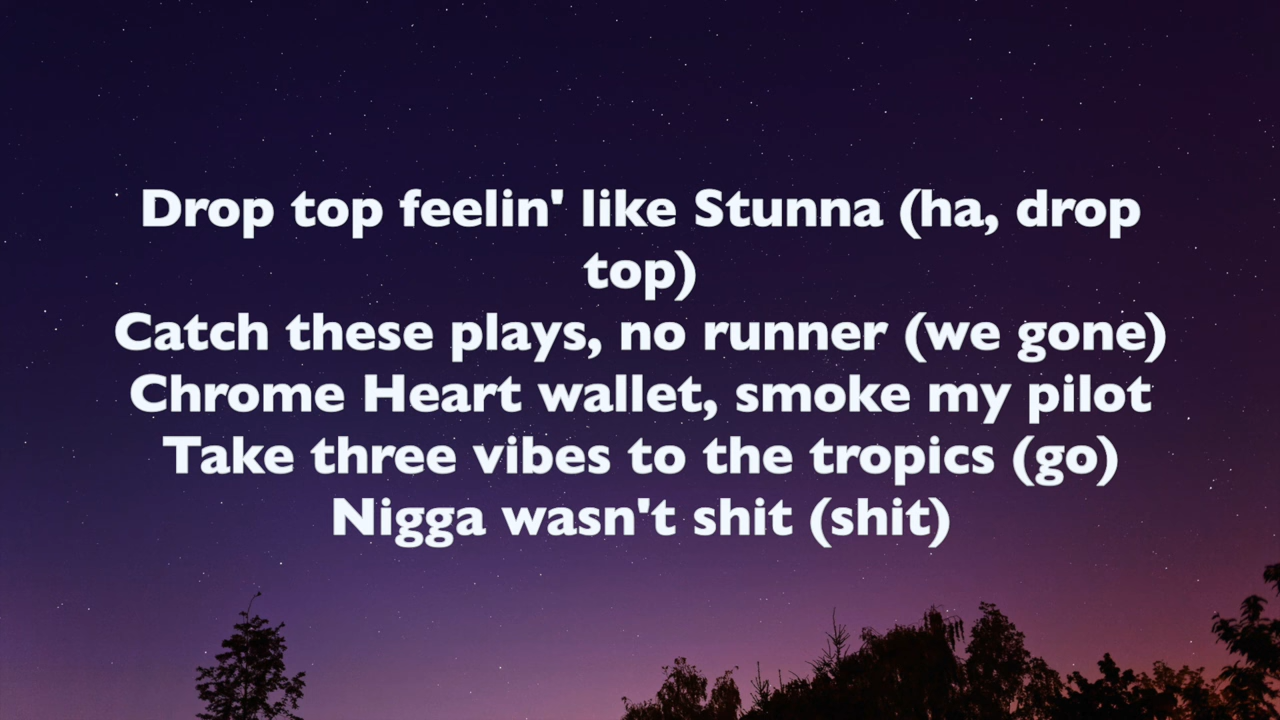 Drop top feelin' like Stunna (ha, drop
top)
Catch these plays, no runner (we gone)
Chrome Heart wallet, smoke my pilot
Take three vibes to the tropics (go)
Nigga wasn't shit (shit)